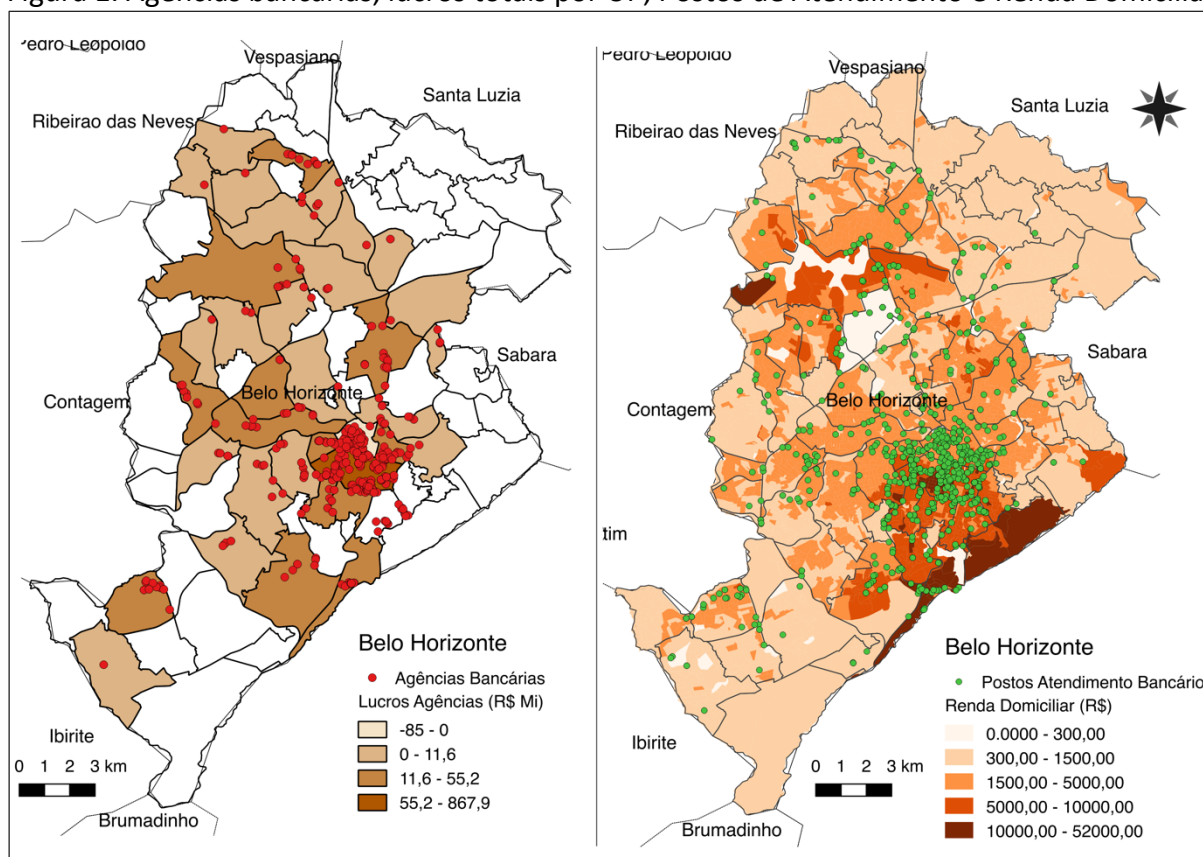 Pedro Leopoldo
Vespasiano
Santa Luzia
Ribeirao das Neves
Sabara
Belo Horizonte
Contagem
Belo Horizonte
Agências Bancárias
Lucros Agências (R$ Mi)
-85 - 0
0 - 11,6
11,6 - 55,2
55,2 - 867,9
Ibirite
0 1 2 3 km
Brumadinho
Pedro Leopoldo
Vespasiano
Santa Luzia
Ribeirao das Neves
Sabara
Belo Horizonte
Contagem
tim
Belo Horizonte
Postos Atendimento Bancário
Renda Domiciliar (R$)
0.0000 - 300,00
300,00 - 1500,00
1500,00 - 5000,00
5000,00 - 10000,00
10000,00 - 52000,00
Ibirite
0 1 2 3 km
Brumadinho